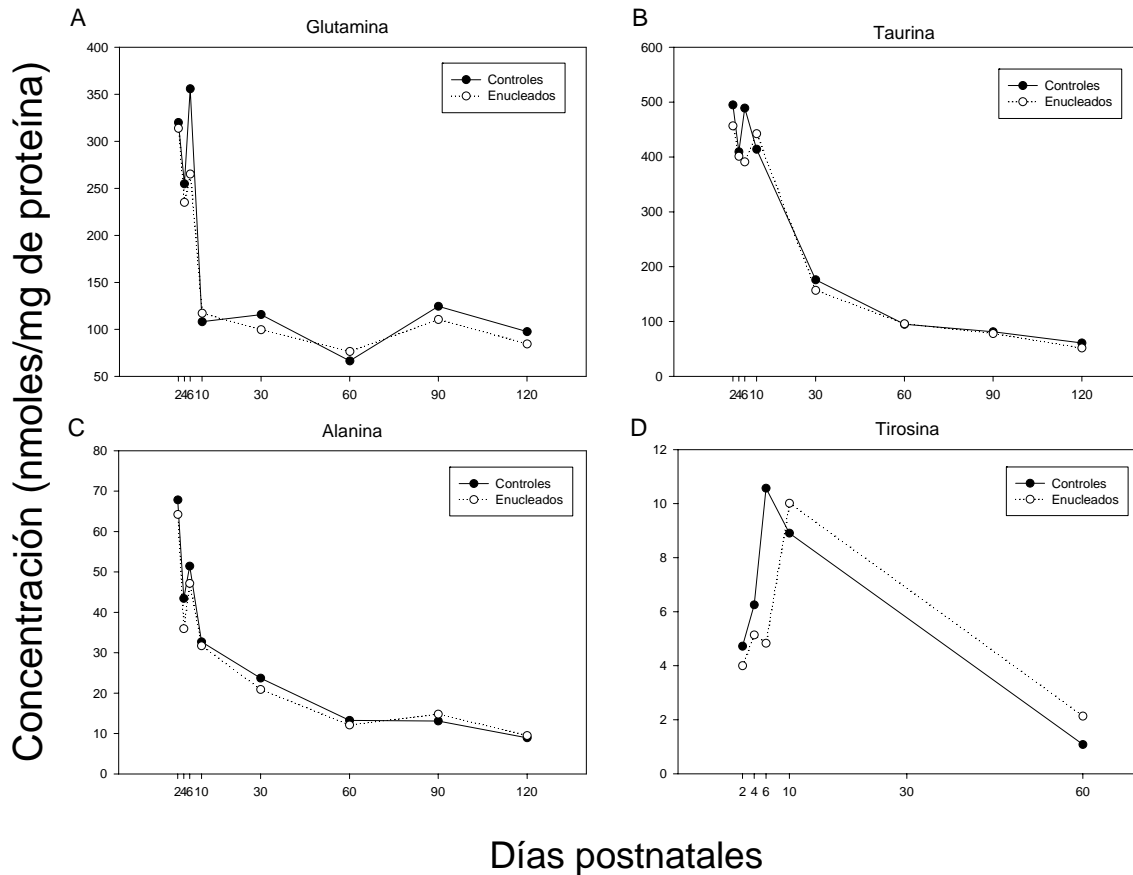 Concentración (nmoles/mg de proteína)
A
Glutamina
400
350
300
250
200
150
100
50
Controles
Enucleados
2 4 6 10 30 60 90 120
B
Taurina
600
500
400
300
200
100
0
Controles
Enucleados
2 4 6 10 30 60 90 120
C
Alanina
80
70
60
50
40
30
20
10
0
Controles
Enucleados
2 4 6 10 30 60 90 120
D
Tirosina
12
10
8
6
4
2
0
Controles
Enucleados
2 4 6 10 30 60
Días postnatales